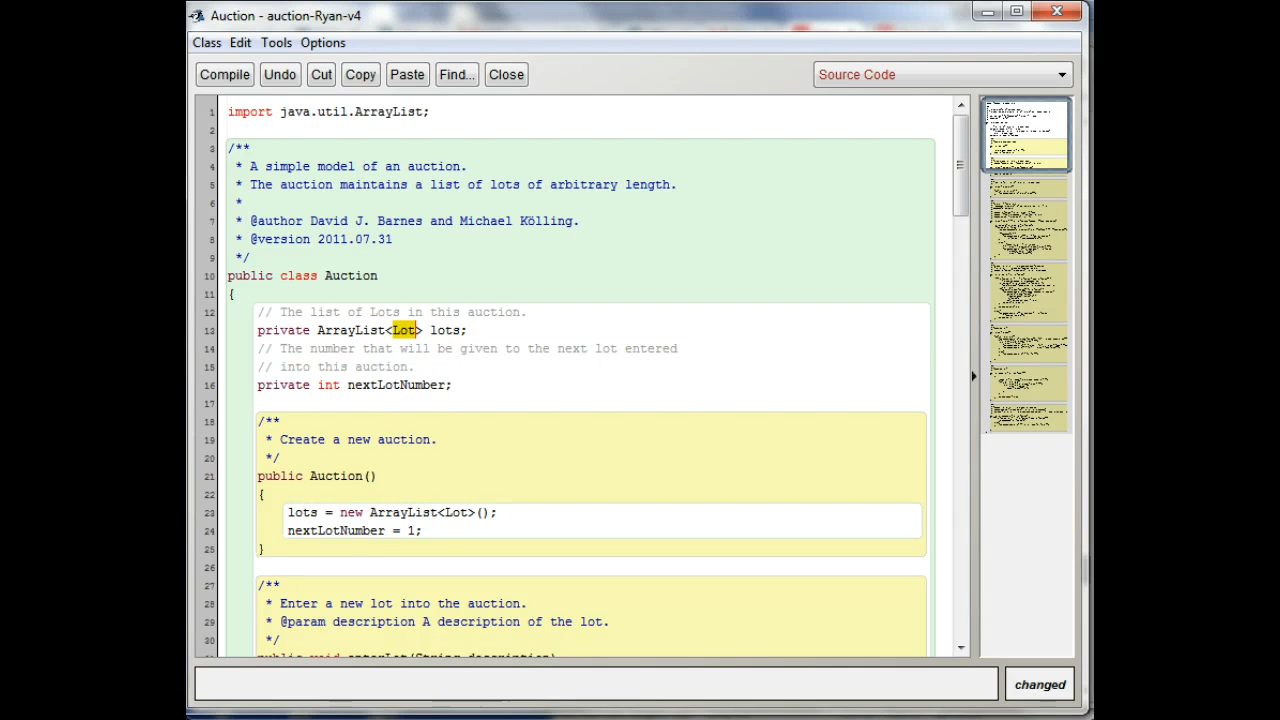 Auction - auction-Ryan-v4
Class Edit Tools Options
Compile Undo Cut Copy Paste Find... Close Source Code
1 import java.util.ArrayList;
2
3 /**
4 * A simple model of an auction.
5 * The auction maintains a list of lots of arbitrary length.
6 *
7 * @author David J. Barnes and Michael Kölling.
8 * @version 2011.07.31
9 */
10 public class Auction
11 {
12 // The list of Lots in this auction.
13 private ArrayList<Lot> lots;
14 // The number that will be given to the next lot entered
15 // into this auction.
16 private int nextLotNumber;
17
18 /**
19 * Create a new auction.
20 */
21 public Auction()
22 {
23 lots = new ArrayList<Lot>();
24 nextLotNumber = 1;
25 }
26
27 /**
28 * Enter a new lot into the auction.
29 * @param description A description of the lot.
30 */
public void enterLot(String description)
changed